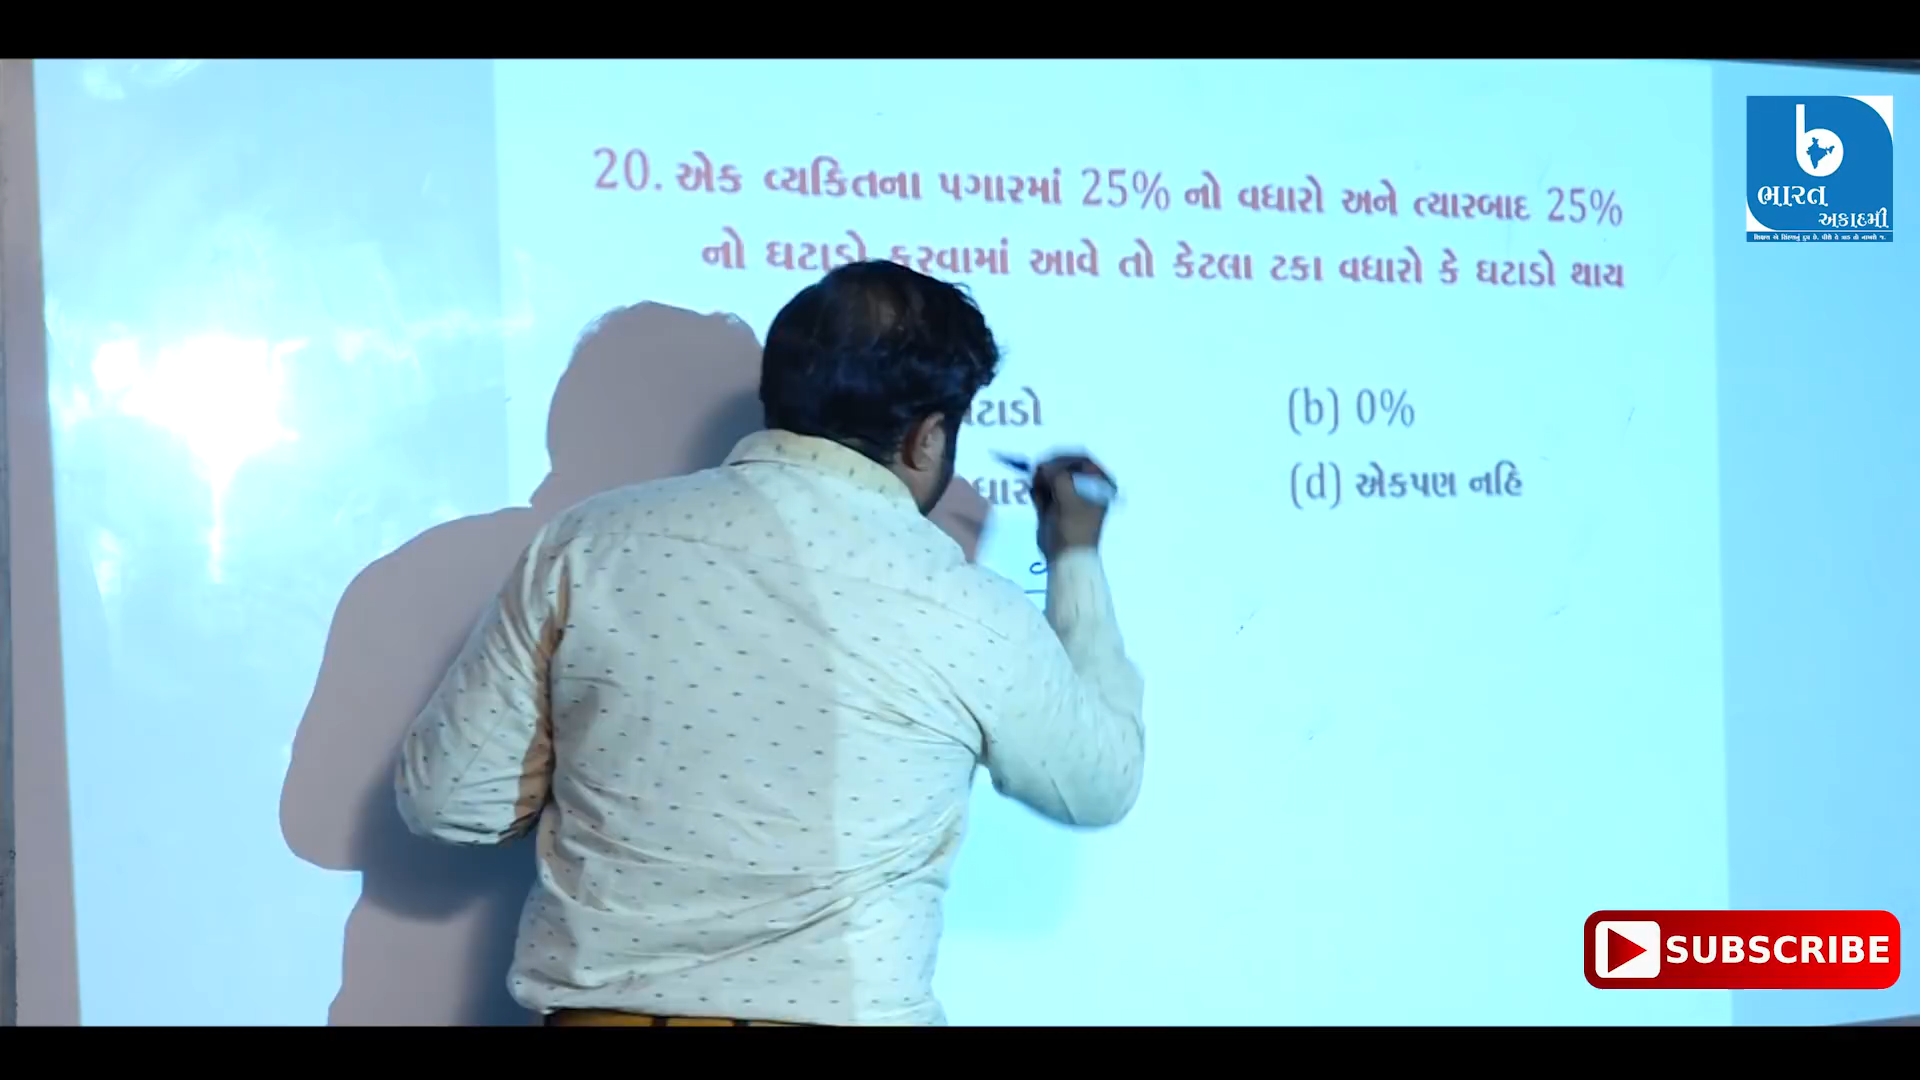 20. એક વ્યકિતના પગારમાં 25% નો વધારો અને ત્યારબાદ 25%
નો ઘટાડો કરવામાં આવે તો કેટલા ટકા વધારો કે ઘટાડો થાય
(b) 0%
(d) એકપણ નહિ
ભારત
અકાદમી
SUBSCRIBE